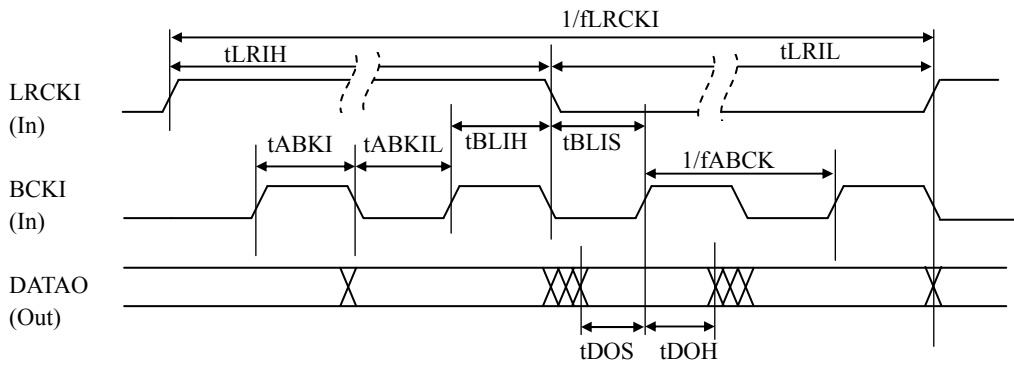 1/fLRCKI
tLRIH
tLRIL
LRCKI
(In)
tBLIH
tBLIS
tABKI
tABKIL
1/fABCK
BCKI
(In)
DATAO
(Out)
tDOS
tDOH